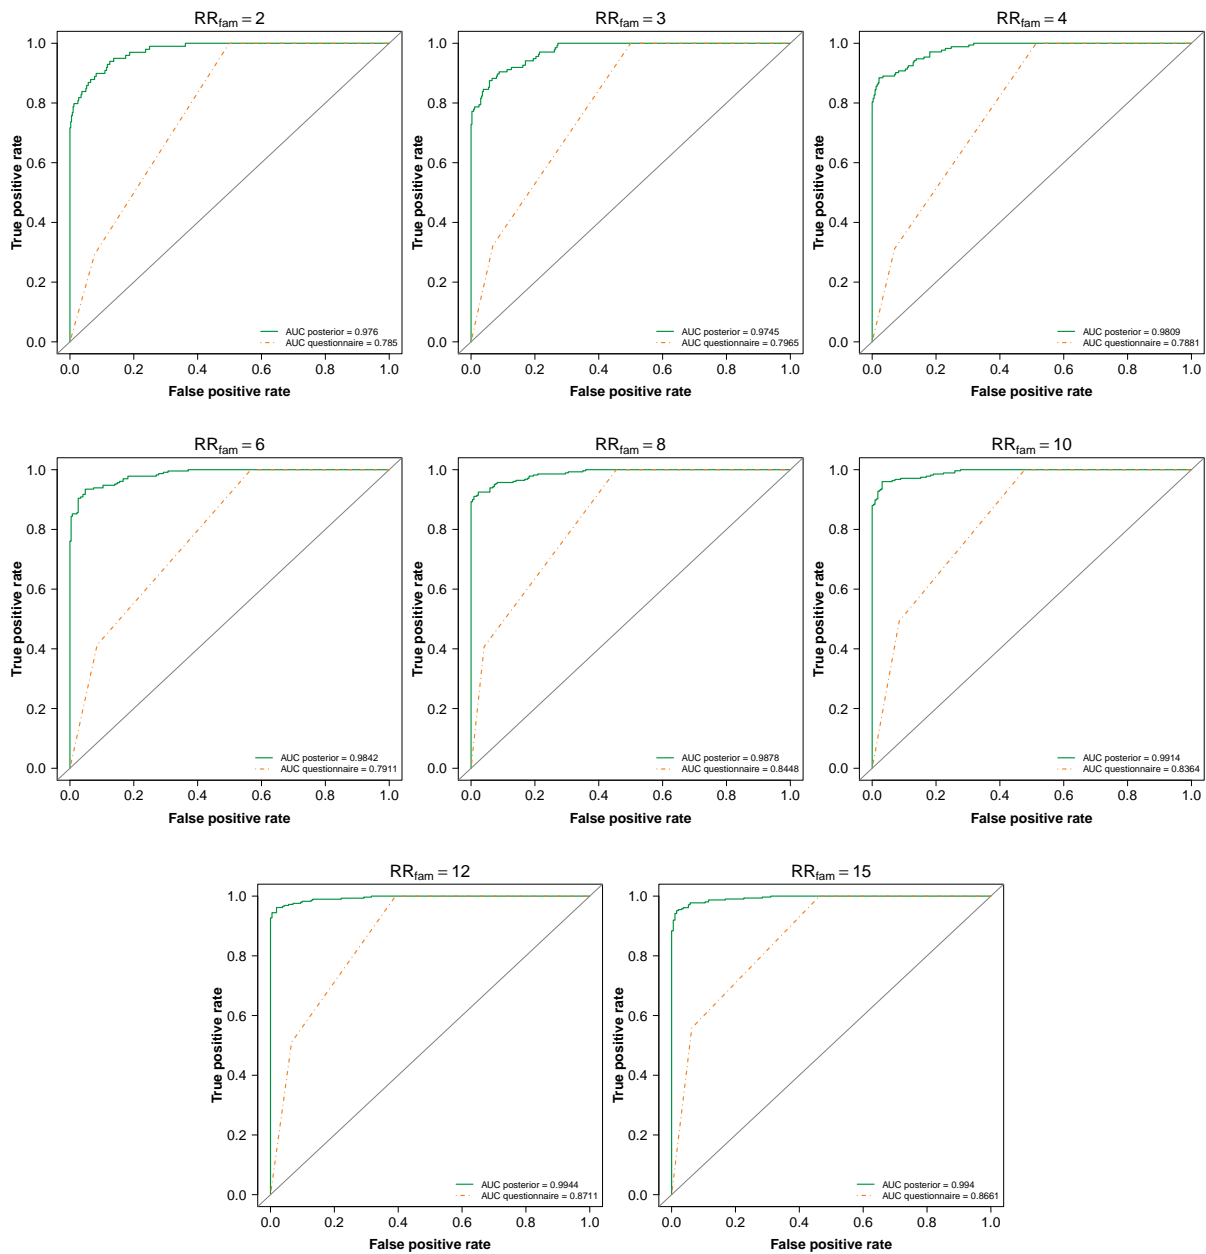 RRfam = 2
1.0
0.8
0.6
0.4
0.2
0.0
True positive rate
AUC posterior = 0.976
AUC questionnaire = 0.785
0.0 0.2 0.4 0.6 0.8 1.0
False positive rate
RRfam = 3
1.0
0.8
0.6
0.4
0.2
0.0
True positive rate
AUC posterior = 0.9745
AUC questionnaire = 0.7965
0.0 0.2 0.4 0.6 0.8 1.0
False positive rate
RRfam = 4
1.0
0.8
0.6
0.4
0.2
0.0
True positive rate
AUC posterior = 0.9809
AUC questionnaire = 0.7881
0.0 0.2 0.4 0.6 0.8 1.0
False positive rate
RRfam = 6
1.0
0.8
0.6
0.4
0.2
0.0
True positive rate
AUC posterior = 0.9842
AUC questionnaire = 0.7911
0.0 0.2 0.4 0.6 0.8 1.0
False positive rate
RRfam = 8
1.0
0.8
0.6
0.4
0.2
0.0
True positive rate
AUC posterior = 0.9878
AUC questionnaire = 0.8448
0.0 0.2 0.4 0.6 0.8 1.0
False positive rate
RRfam = 10
1.0
0.8
0.6
0.4
0.2
0.0
True positive rate
AUC posterior = 0.9914
AUC questionnaire = 0.8364
0.0 0.2 0.4 0.6 0.8 1.0
False positive rate
RRfam = 12
1.0
0.8
0.6
0.4
0.2
0.0
True positive rate
AUC posterior = 0.9944
AUC questionnaire = 0.8711
0.0 0.2 0.4 0.6 0.8 1.0
False positive rate
RRfam = 15
1.0
0.8
0.6
0.4
0.2
0.0
True positive rate
AUC posterior = 0.994
AUC questionnaire = 0.8661
0.0 0.2 0.4 0.6 0.8 1.0
False positive rate